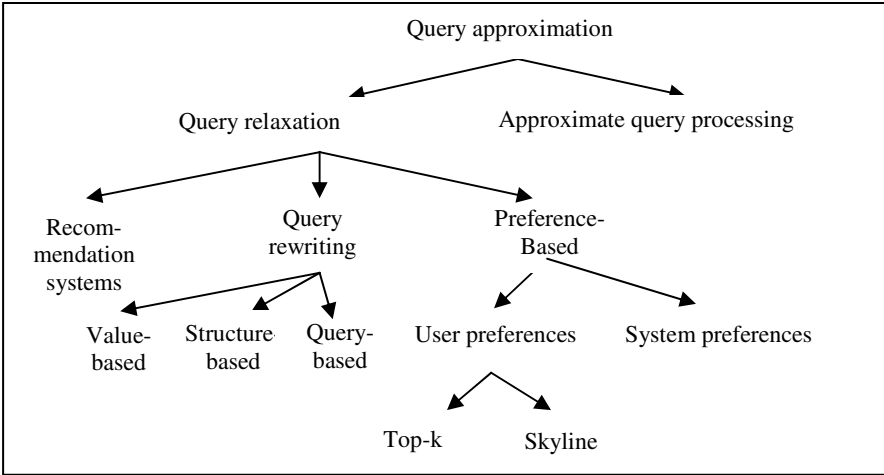 Query approximation
Query relaxation
Approximate query processing
Recom-
mendation
systems
Query
rewriting
Preference-
Based
Value-
based
Structure-
based
Query-
based
User preferences
System preferences
Top-k
Skyline